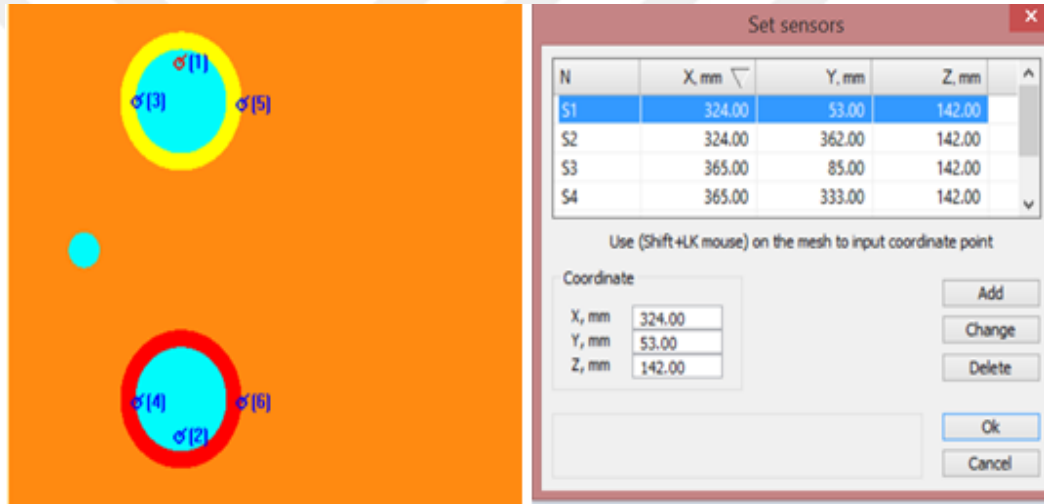 (1)
(3)
(5)
(4)
(6)
(2)
Set sensors
N X, mm Y, mm Z, mm
S1 324.00 53.00 142.00
S2 324.00 362.00 142.00
S3 365.00 85.00 142.00
S4 365.00 333.00 142.00
Use (Shift+LK mouse) on the mesh to input coordinate point
Coordinate
X, mm 324.00
Y, mm 53.00
Z, mm 142.00
Add
Change
Delete
Ok
Cancel